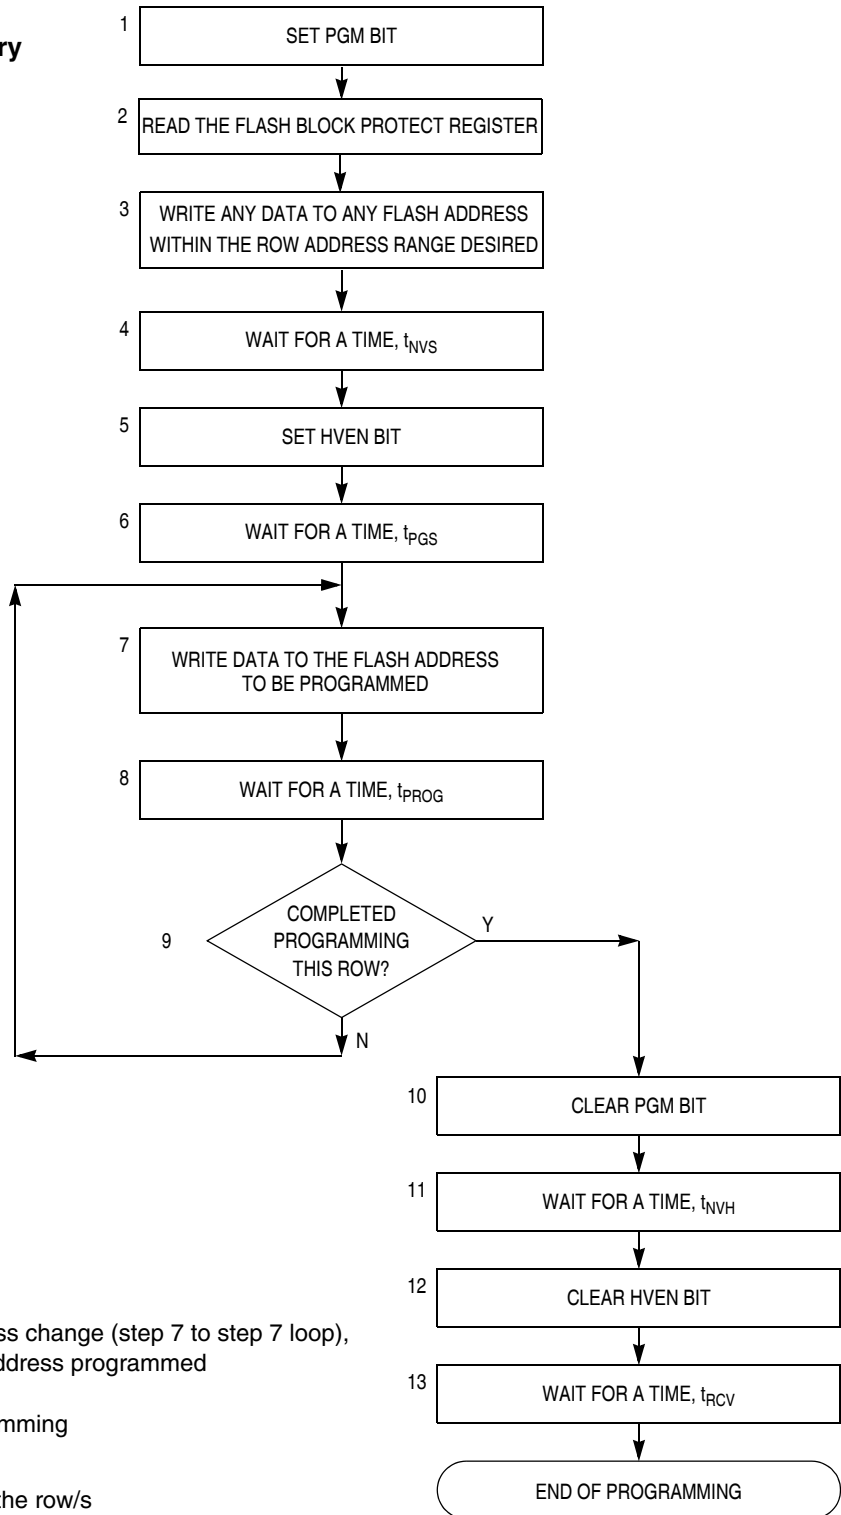 ry
1
SET PGM BIT
2
READ THE FLASH BLOCK PROTECT REGISTER
3
WRITE ANY DATA TO ANY FLASH ADDRESS
WITHIN THE ROW ADDRESS RANGE DESIRED
4
WAIT FOR A TIME, tNVS
5
SET HVEN BIT
6
WAIT FOR A TIME, tPGS
7
WRITE DATA TO THE FLASH ADDRESS
TO BE PROGRAMMED
8
WAIT FOR A TIME, tPROG
9
COMPLETED
PROGRAMMING
THIS ROW?
Y
N
10
CLEAR PGM BIT
11
WAIT FOR A TIME, tNVH
12
CLEAR HVEN BIT
13
WAIT FOR A TIME, tRCV
END OF PROGRAMMING
ss change (step 7 to step 7 loop),
ddress programmed
mming
the row/s